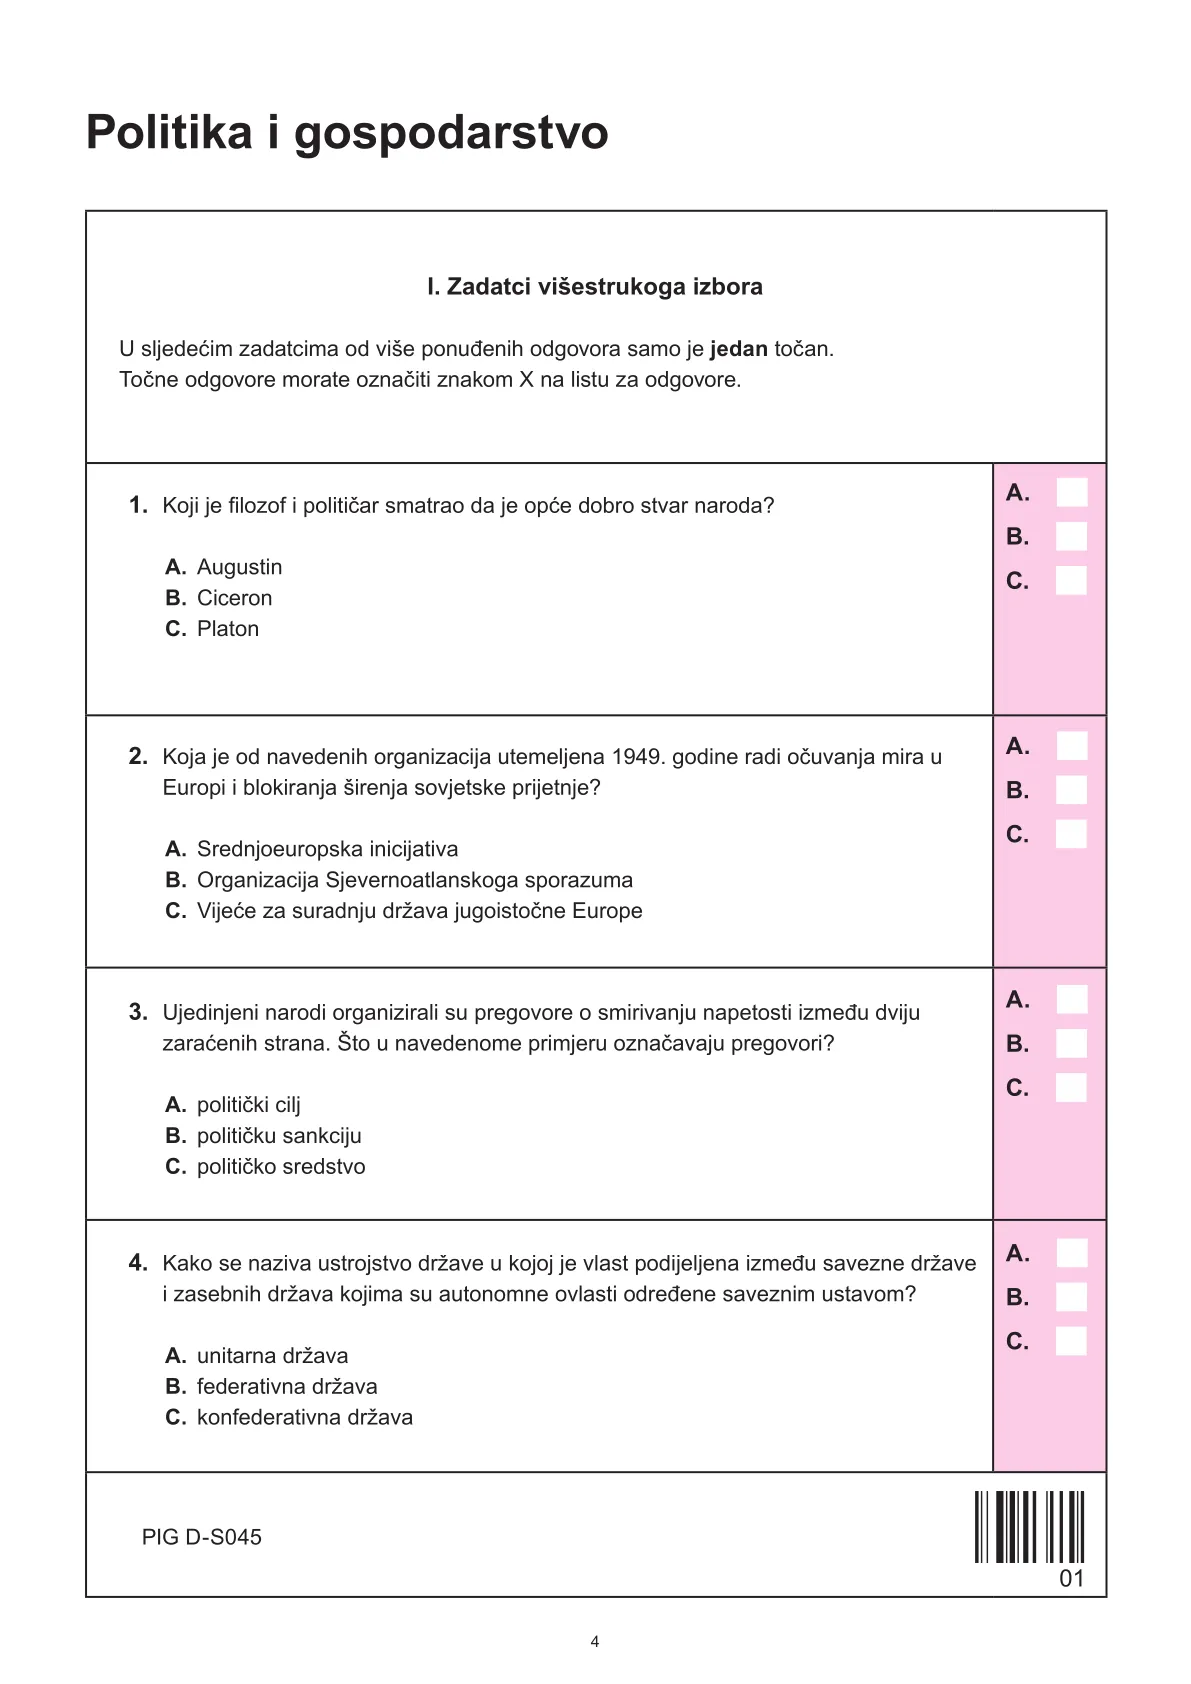 Politika i gospodarstvo
I. Zadatci višestrukoga izbora
U sljedećim zadatcima od više ponuđenih odgovora samo je jedan točan.
Točne odgovore morate označiti znakom X na listu za odgovore.
1. Koji je filozof i političar smatrao da je opće dobro stvar naroda?
A. Augustin
B. Ciceron
C. Platon
A.
B.
C.
2. Koja je od navedenih organizacija utemeljena 1949. godine radi očuvanja mira u
Europi i blokiranja širenja sovjetske prijetnje?
A. Srednjoeuropska inicijativa
B. Organizacija Sjevernoatlanskoga sporazuma
C. Vijeće za suradnju država jugoistočne Europe
A.
B.
C.
3. Ujedinjeni narodi organizirali su pregovore o smirivanju napetosti između dviju
zaraćenih strana. Što u navedenome primjeru označavaju pregovori?
A. politički cilj
B. političku sankciju
C. političko sredstvo
A.
B.
C.
4. Kako se naziva ustrojstvo države u kojoj je vlast podijeljena između savezne države
i zasebnih država kojima su autonomne ovlasti određene saveznim ustavom?
A. unitarna država
B. federativna država
C. konfederativna država
A.
B.
C.
PIG D-S045
01
4